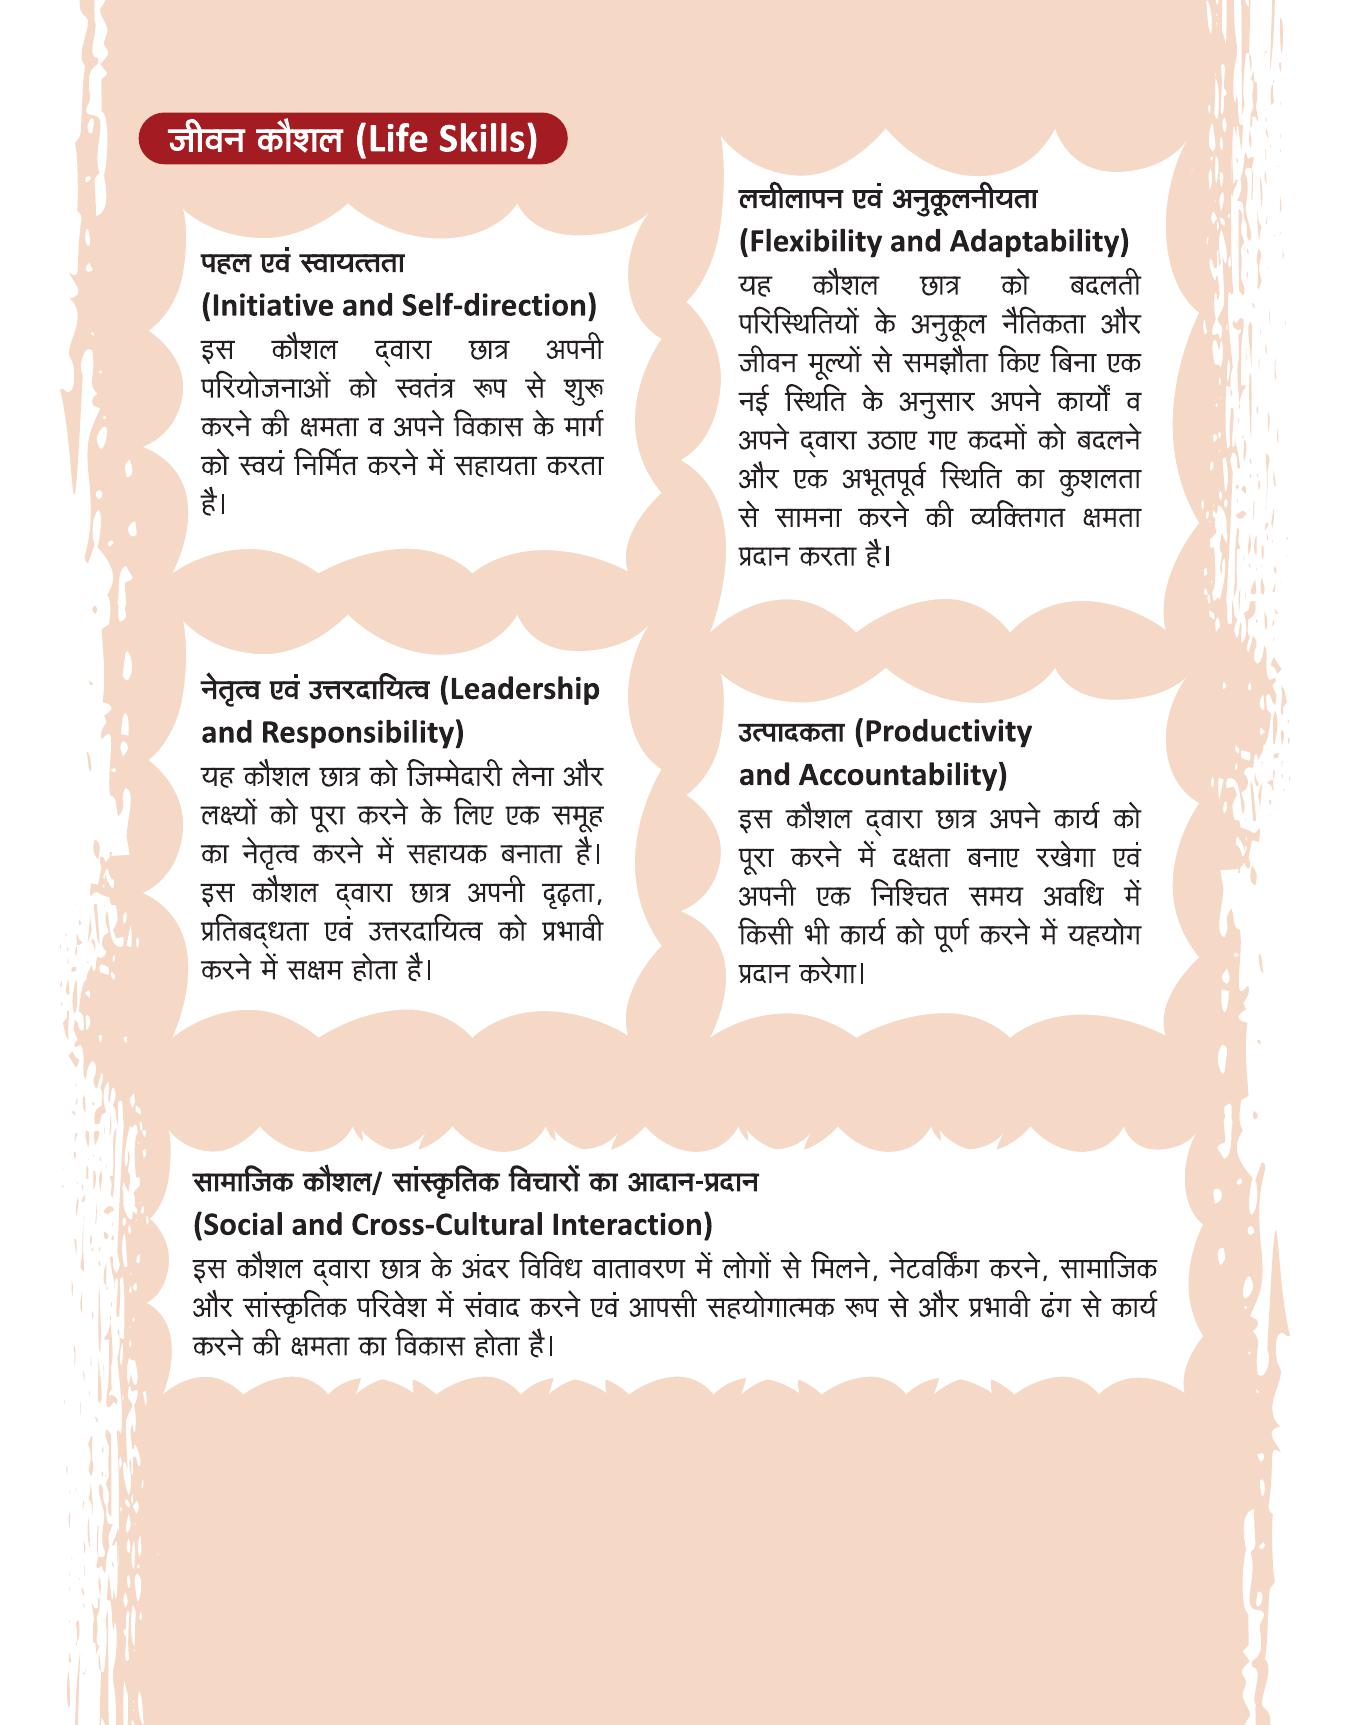 जीवन कौशल (Life Skills)
पहल एवं स्वायत्तता
(Initiative and Self-direction)
इस कौशल द्वारा छात्र अपनी
परियोजनाओं को स्वतंत्र रूप से शुरू
करने की क्षमता व अपने विकास के मार्ग
को स्वयं निर्मित करने में सहायता करता
है।
लचीलापन एवं अनुकूलनीयता
(Flexibility and Adaptability)
यह कौशल छात्र को बदलती
परिस्थितियों के अनुकूल नैतिकता और
जीवन मूल्यों से समझौता किए बिना एक
नई स्थिति के अनुसार अपने कार्यों व
अपने द्वारा उठाए गए कदमों को बदलने
और एक अभूतपूर्व स्थिति का कुशलता
से सामना करने की व्यक्तिगत क्षमता
प्रदान करता है।
नेतृत्व एवं उत्तरदायित्व (Leadership
and Responsibility)
यह कौशल छात्र को जिम्मेदारी लेना और
लक्ष्यों को पूरा करने के लिए एक समूह
का नेतृत्व करने में सहायक बनाता है।
इस कौशल द्वारा छात्र अपनी दृढ़ता,
प्रतिबद्धता एवं उत्तरदायित्व को प्रभावी
करने में सक्षम होता है।
उत्पादकता (Productivity
and Accountability)
इस कौशल द्वारा छात्र अपने कार्य को
पूरा करने में दक्षता बनाए रखेगा एवं
अपनी एक निश्चित समय अवधि में
किसी भी कार्य को पूर्ण करने में यहयोग
प्रदान करेगा।
सामाजिक कौशल/ सांस्कृतिक विचारों का आदान-प्रदान
(Social and Cross-Cultural Interaction)
इस कौशल द्वारा छात्र के अंदर विविध वातावरण में लोगों से मिलने, नेटवर्किंग करने, सामाजिक
और सांस्कृतिक परिवेश में संवाद करने एवं आपसी सहयोगात्मक रूप से और प्रभावी ढंग से कार्य
करने की क्षमता का विकास होता है।